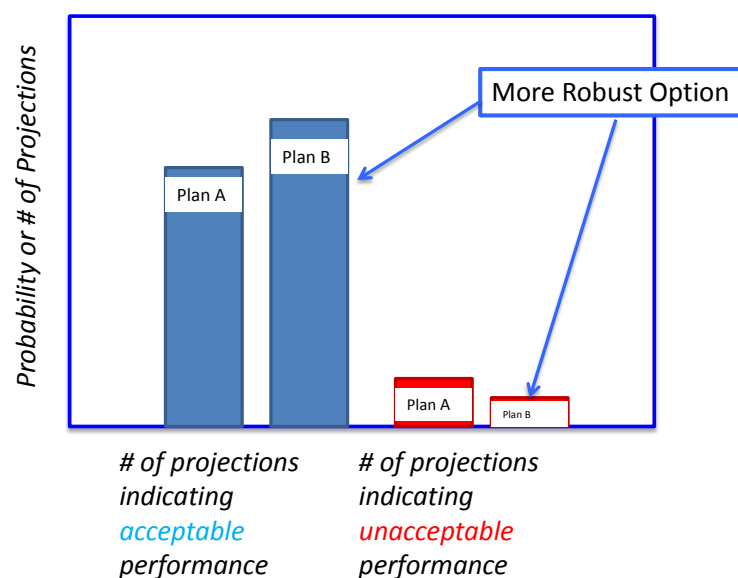 Probability or # of Projections
More Robust Option
Plan B
Plan A
Plan A
Plan B
# of projections
indicating
acceptable
performance
# of projections
indicating
unacceptable
performance